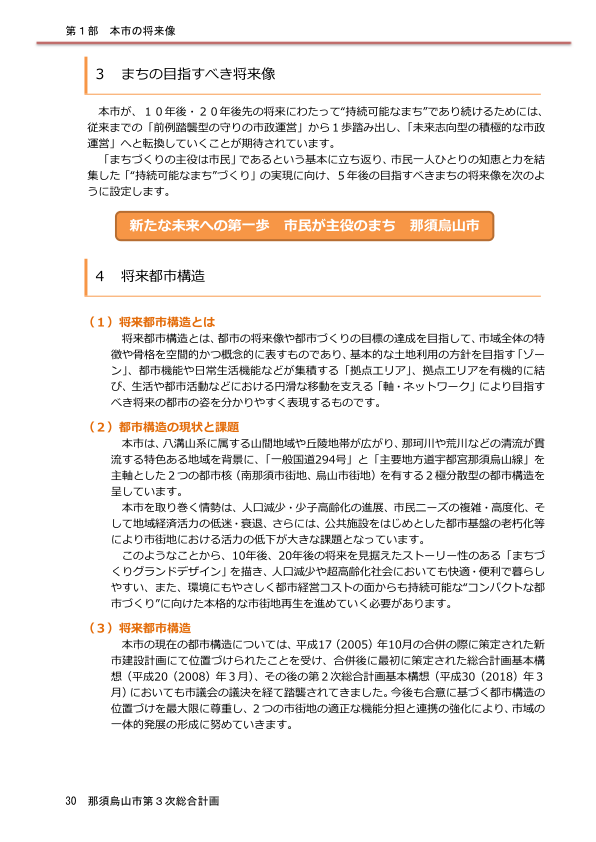 第１部　本市の将来像
３　まちの目指すべき将来像
本市が、１０年後・２０年後先の将来にわたって“持続可能なまち”であり続けるためには、
従来までの「前例踏襲型の守りの市政運営」から１歩踏み出し、「未来志向型の積極的な市政
運営」へと転換していくことが期待されています。
「まちづくりの主役は市民」であるという基本に立ち返り、市民一人ひとりの知恵と力を結
集した「“持続可能なまち”づくり」の実現に向け、５年後の目指すべきまちの将来像を次のよ
うに設定します。
新たな未来への第一歩　市民が主役のまち　那須烏山市
４　将来都市構造
（１）将来都市構造とは
将来都市構造とは、都市の将来像や都市づくりの目標の達成を目指して、市域全体の特
徴や骨格を空間的かつ概念的に表すものであり、基本的な土地利用の方針を目指す「ゾー
ン」、都市機能や日常生活機能などが集積する「拠点エリア」、拠点エリアを有機的に結
び、生活や都市活動などにおける円滑な移動を支える「軸・ネットワーク」により目指す
べき将来の都市の姿を分かりやすく表現するものです。
（２）都市構造の現状と課題
本市は、八溝山系に属する山間地域や丘陵地帯が広がり、那珂川や荒川などの清流が貫
流する特色ある地域を背景に、「一般国道294号」と「主要地方道宇都宮那須烏山線」を
主軸とした２つの都市核（南那須市街地、烏山市街地）を有する２極分散型の都市構造を
呈しています。
本市を取り巻く情勢は、人口減少・少子高齢化の進展、市民ニーズの複雑・高度化、そ
して地域経済活力の低迷・衰退、さらには、公共施設をはじめとした都市基盤の老朽化等
により市街地における活力の低下が大きな課題となっています。
このようなことから、10年後、20年後の将来を見据えたストーリー性のある「まちづ
くりグランドデザイン」を描き、人口減少や超高齢化社会においても快適・便利で暮らし
やすい、また、環境にもやさしく都市経営コストの面からも持続可能な“コンパクトな都
市づくり”に向けた本格的な市街地再生を進めていく必要があります。
（３）将来都市構造
本市の現在の都市構造については、平成17（2005）年10月の合併の際に策定された新
市建設計画にて位置づけられたことを受け、合併後に最初に策定された総合計画基本構
想（平成20（2008）年３月）、その後の第２次総合計画基本構想（平成30（2018）年３
月）においても市議会の議決を経て踏襲されてきました。今後も合意に基づく都市構造の
位置づけを最大限に尊重し、２つの市街地の適正な機能分担と連携の強化により、市域の
一体的発展の形成に努めていきます。
30　那須烏山市第３次総合計画